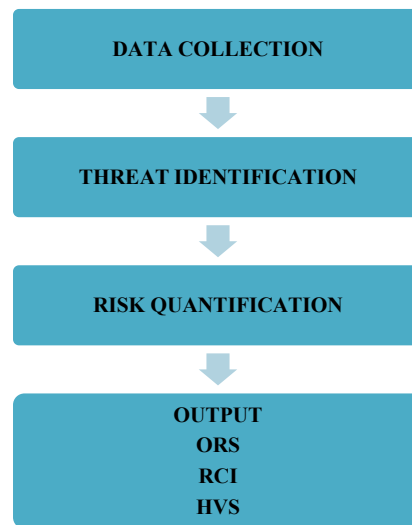 DATA COLLECTION
THREAT IDENTIFICATION
RISK QUANTIFICATION
OUTPUT
ORS
RCI
HVS